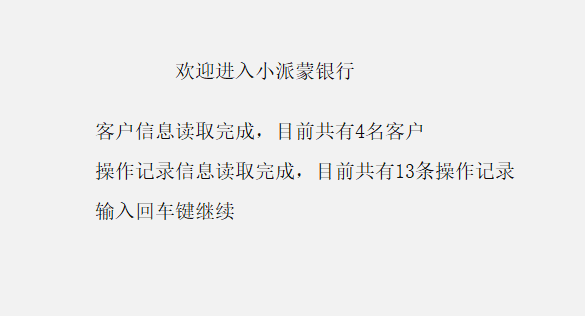 欢迎进入小派蒙银行
客户信息读取完成，目前共有4名客户
操作记录信息读取完成，目前共有13条操作记录
输入回车键继续